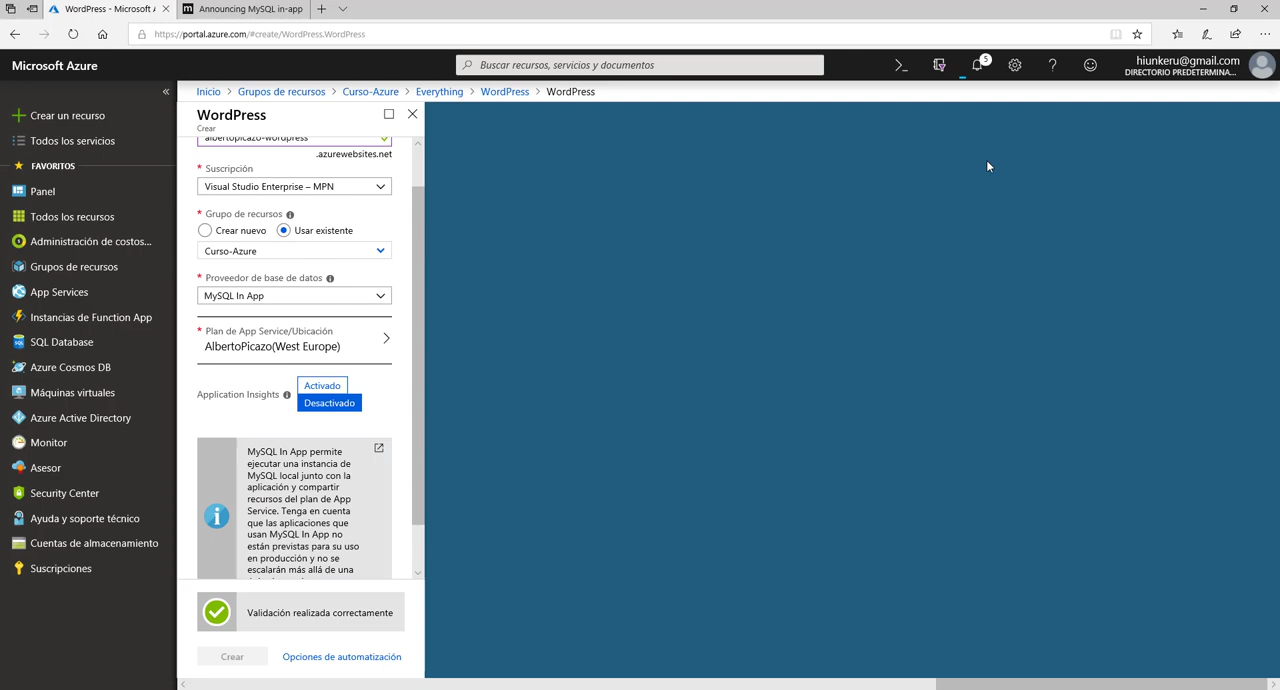 WordPress - Microsoft A
Announcing MySQL in-app
https://portal.azure.com/#create/WordPress.WordPress
Microsoft Azure
Buscar recursos, servicios y documentos
5
hiunkeru@gmail.com
DIRECTORIO PREDETERMINA...
Crear un recurso
Todos los servicios
FAVORITOS
Panel
Todos los recursos
Administración de costos...
Grupos de recursos
App Services
Instancias de Function App
SQL Database
Azure Cosmos DB
Máquinas virtuales
Azure Active Directory
Monitor
Asesor
Security Center
Ayuda y soporte técnico
Cuentas de almacenamiento
Suscripciones
Inicio > Grupos de recursos > Curso-Azure > Everything > WordPress > WordPress
WordPress
Crear
albertopicazo-wordpress
.azurewebsites.net
* Suscripción
Visual Studio Enterprise – MPN
* Grupo de recursos
Crear nuevo Usar existente
Curso-Azure
* Proveedor de base de datos
MySQL In App
* Plan de App Service/Ubicación
AlbertoPicazo(West Europe)
Application Insights
Activado
Desactivado
MySQL In App permite
ejecutar una instancia de
MySQL local junto con la
aplicación y compartir
recursos del plan de App
Service. Tenga en cuenta
que las aplicaciones que
usan MySQL In App no
están previstas para su uso
en producción y no se
escalarán más allá de una
Validación realizada correctamente
Crear
Opciones de automatización